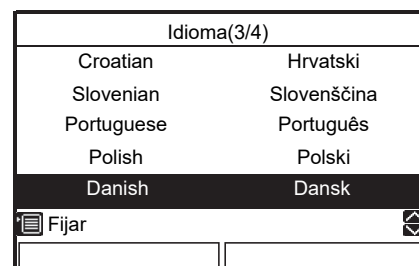 Idioma(3/4)
Croatian Hrvatski
Slovenian Slovenščina
Portuguese Português
Polish Polski
Danish Dansk
Fijar